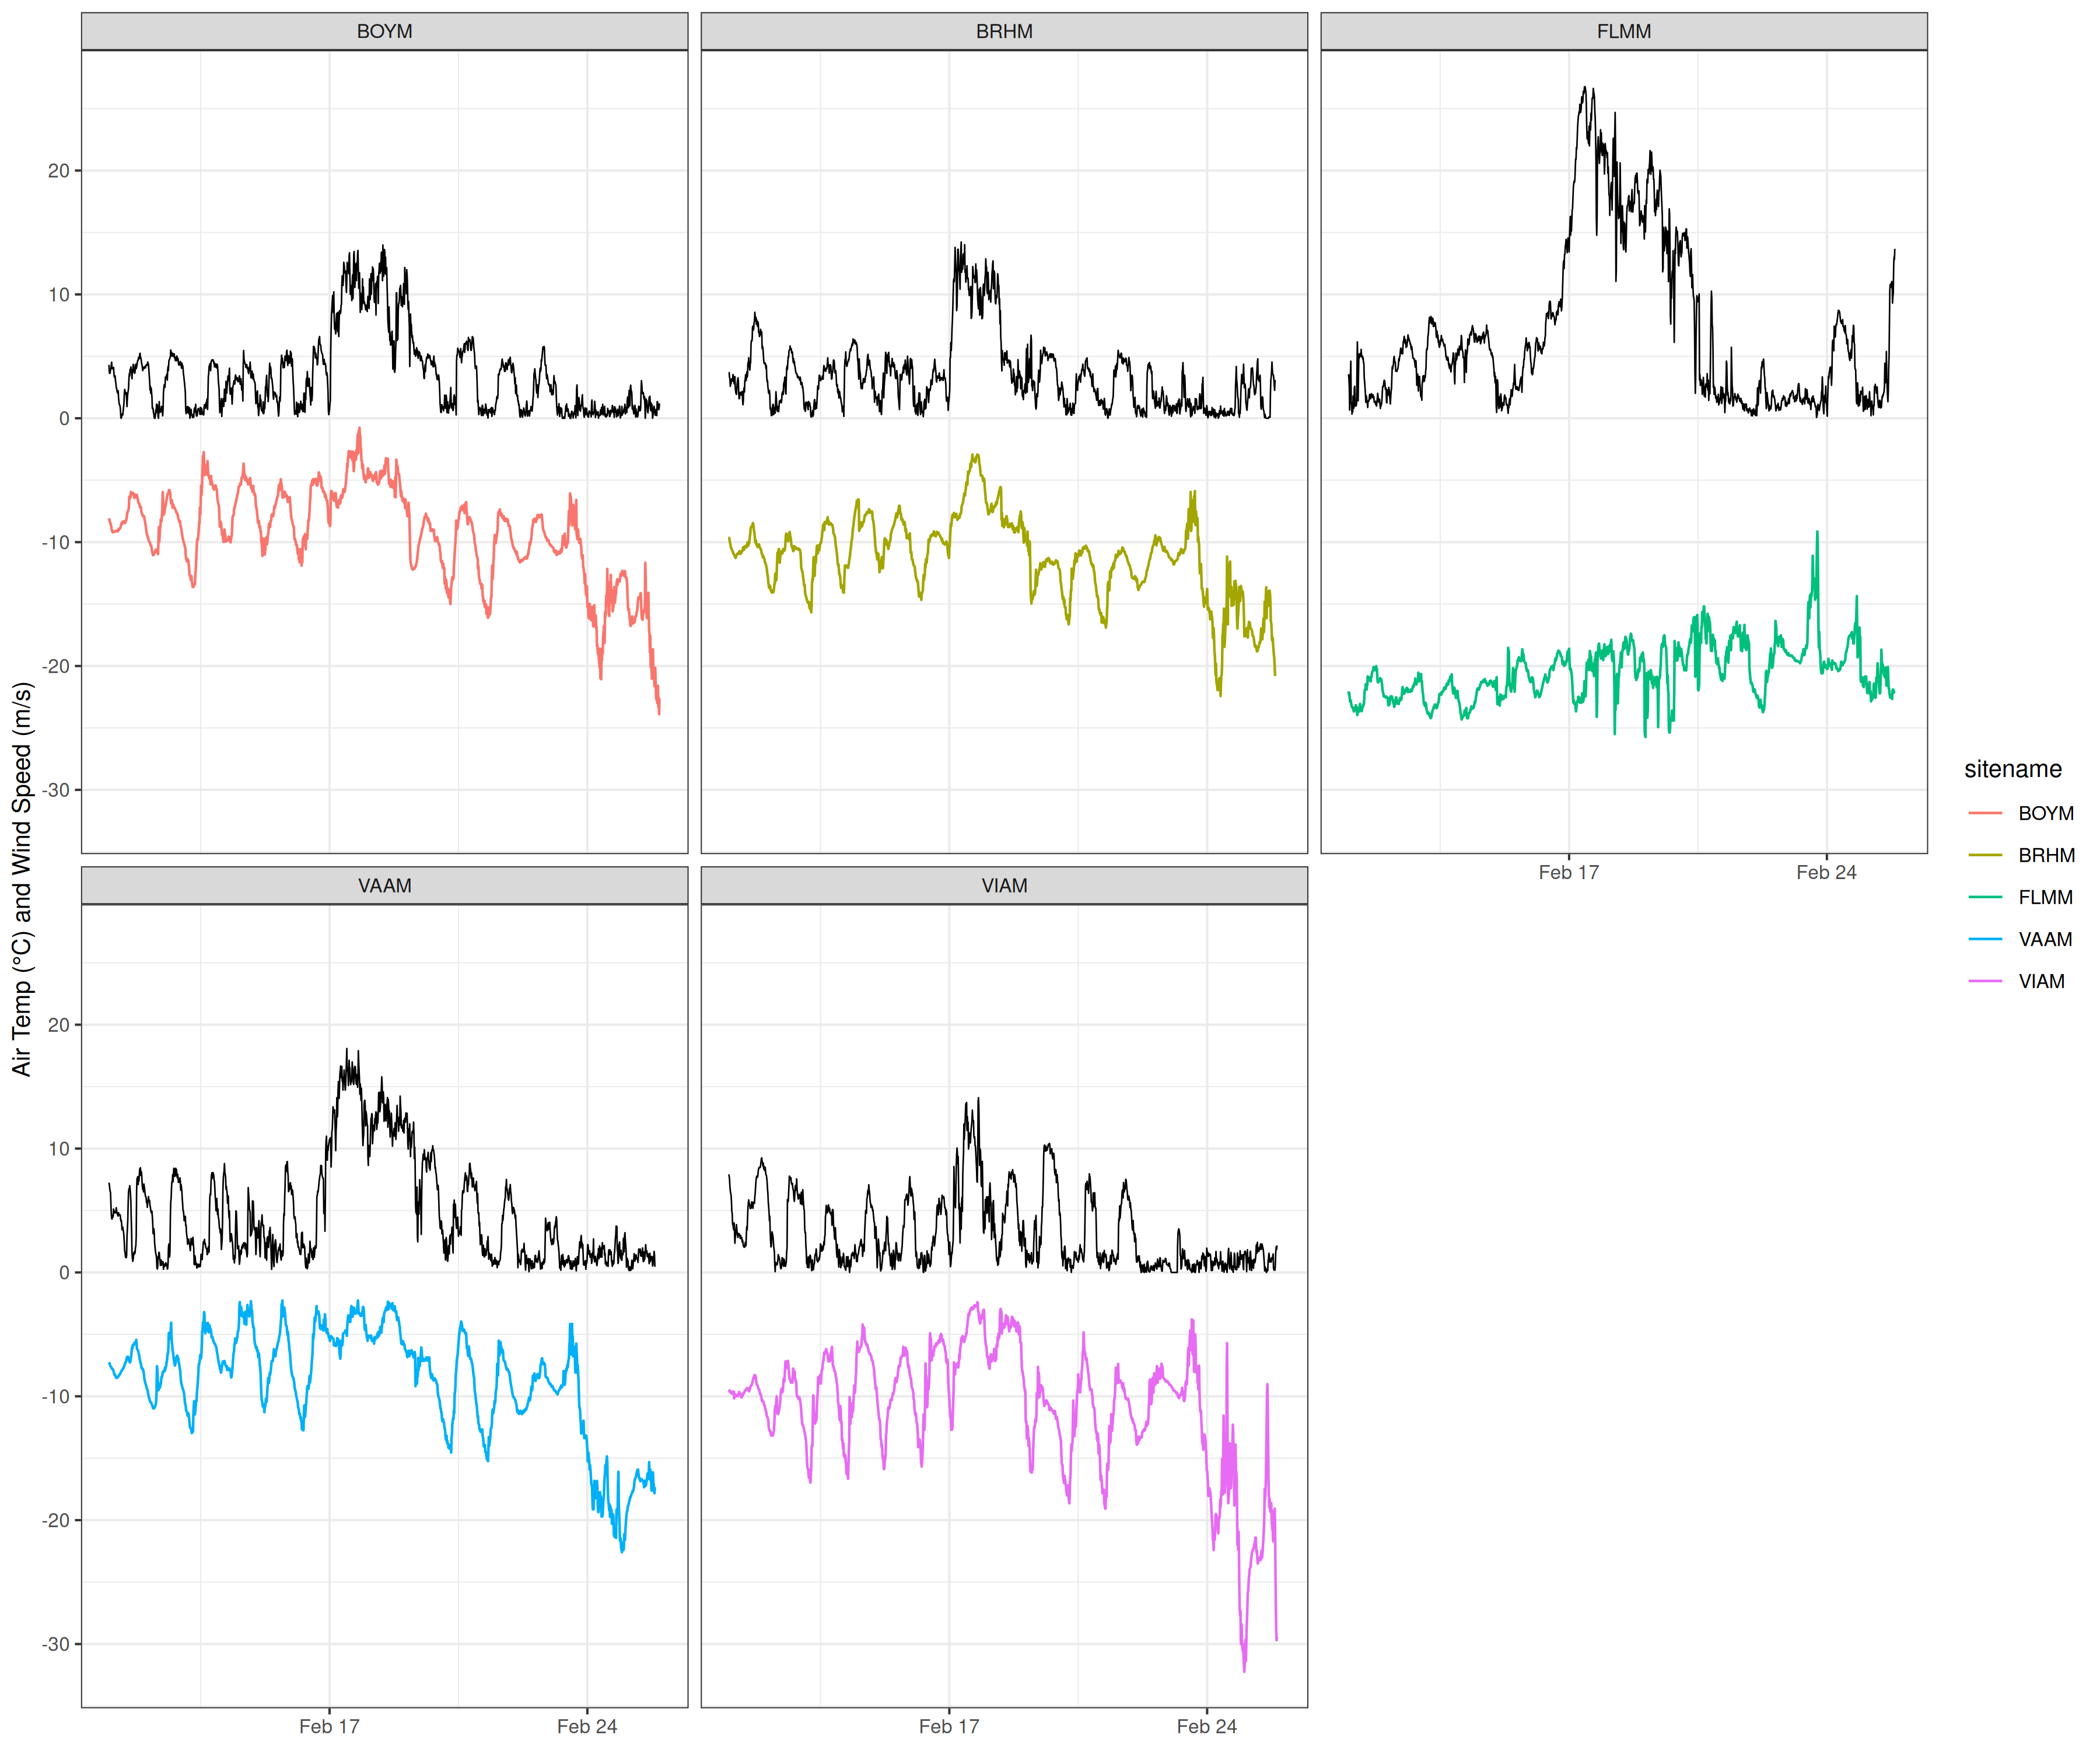 BOYM
BRHM
FLMM
20
10
0
-10
-20
-30
Feb 17
Feb 24
VAAM
VIAM
20
10
0
-10
-20
-30
Feb 17
Feb 24
Feb 17
Feb 24
Air Temp (°C) and Wind Speed (m/s)
sitename
BOYM
BRHM
FLMM
VAAM
VIAM